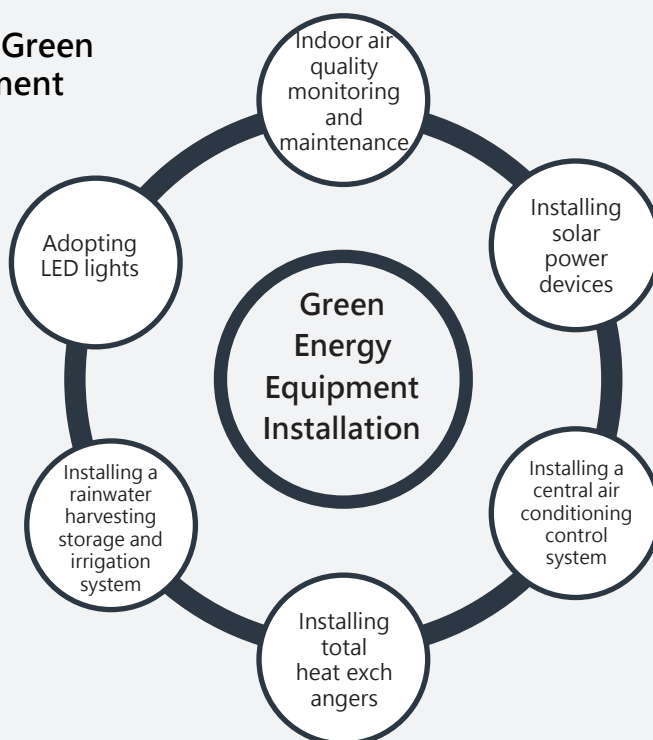 Green
ment
Indoor air
quality
monitoring
and
maintenance
Installing
solar
power
devices
Installing a
central air
conditioning
control
system
Installing
total
heat exch
angers
Installing a
rainwater
harvesting
storage and
irrigation
system
Adopting
LED lights
Green
Energy
Equipment
Installation